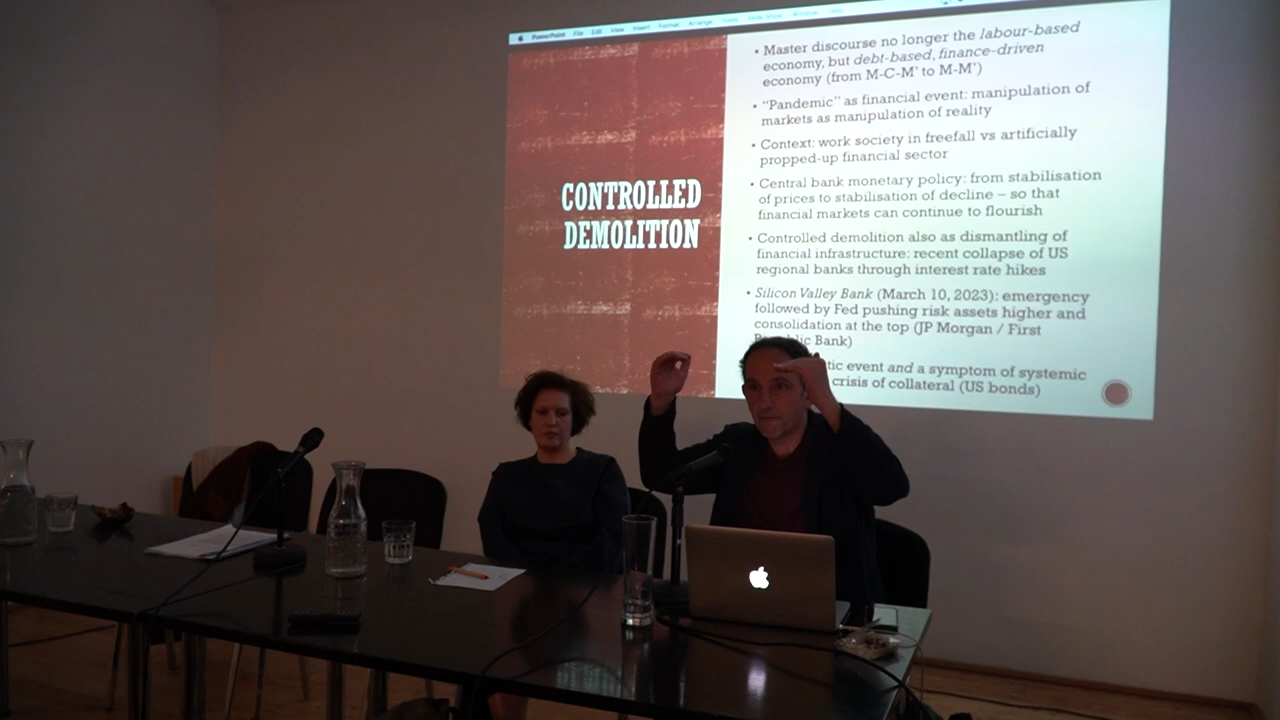 PowerPoint File Edit View Insert Format Arrange Tools Slide Show Window Help
CONTROLLED
DEMOLITION
• Master discourse no longer the labour-based
economy, but debt-based, finance-driven
economy (from M-C-M' to M-M')
• "Pandemic" as financial event: manipulation of
markets as manipulation of reality
• Context: work society in freefall vs artificially
propped-up financial sector
• Central bank monetary policy: from stabilisation
of prices to stabilisation of decline – so that
financial markets can continue to flourish
• Controlled demolition also as dismantling of
financial infrastructure: recent collapse of US
regional banks through interest rate hikes
• Silicon Valley Bank (March 10, 2023): emergency
followed by Fed pushing risk assets higher and
consolidation at the top (JP Morgan / First
Bank)
event and a symptom of systemic
crisis of collateral (US bonds)